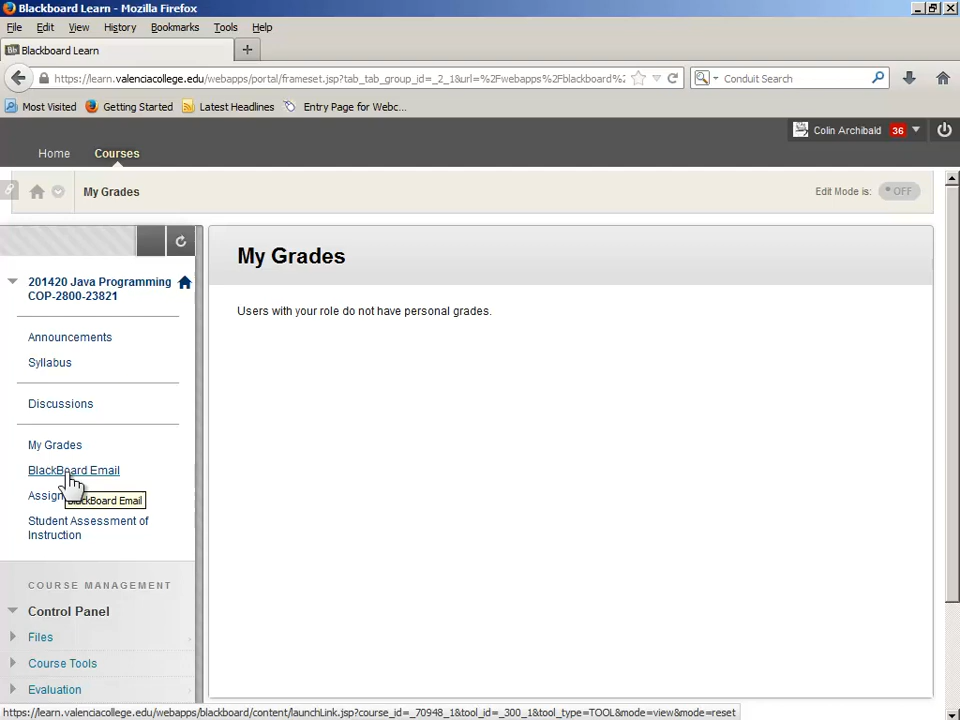 Blackboard Learn - Mozilla Firefox
File Edit View History Bookmarks Tools Help
Bb Blackboard Learn
https://learn.valenciacollege.edu/webapps/portal/frameset.jsp?tab_tab_group_id=_2_1&url=%2Fwebapps%2Fblackboard%2
Conduit Search
Most Visited Getting Started Latest Headlines Entry Page for Webc...
Colin Archibald 36
Home Courses
My Grades
Edit Mode is: OFF
My Grades
Users with your role do not have personal grades.
201420 Java Programming
COP-2800-23821
Announcements
Syllabus
Discussions
My Grades
BlackBoard Email
Assign
BlackBoard Email
Student Assessment of
Instruction
COURSE MANAGEMENT
Control Panel
Files
Course Tools
Evaluation
https://learn.valenciacollege.edu/webapps/blackboard/content/launchLink.jsp?course_id=_70948_1&tool_id=_300_1&tool_type=TOOL&mode=view&mode=reset